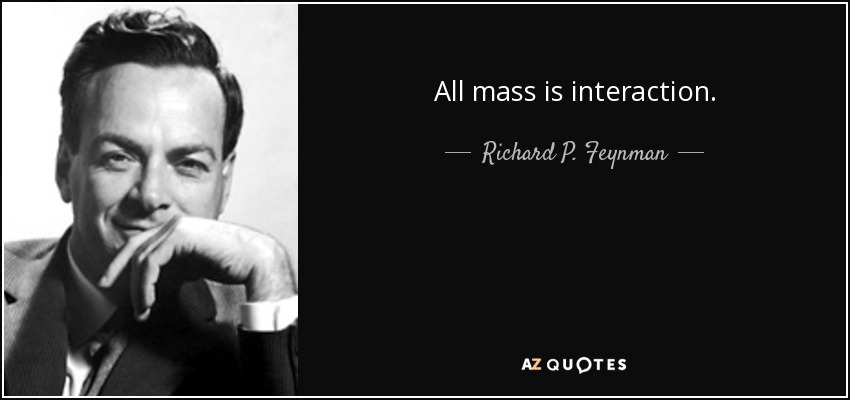 All mass is interaction.
Richard P. Feynman
AZ QUOTES